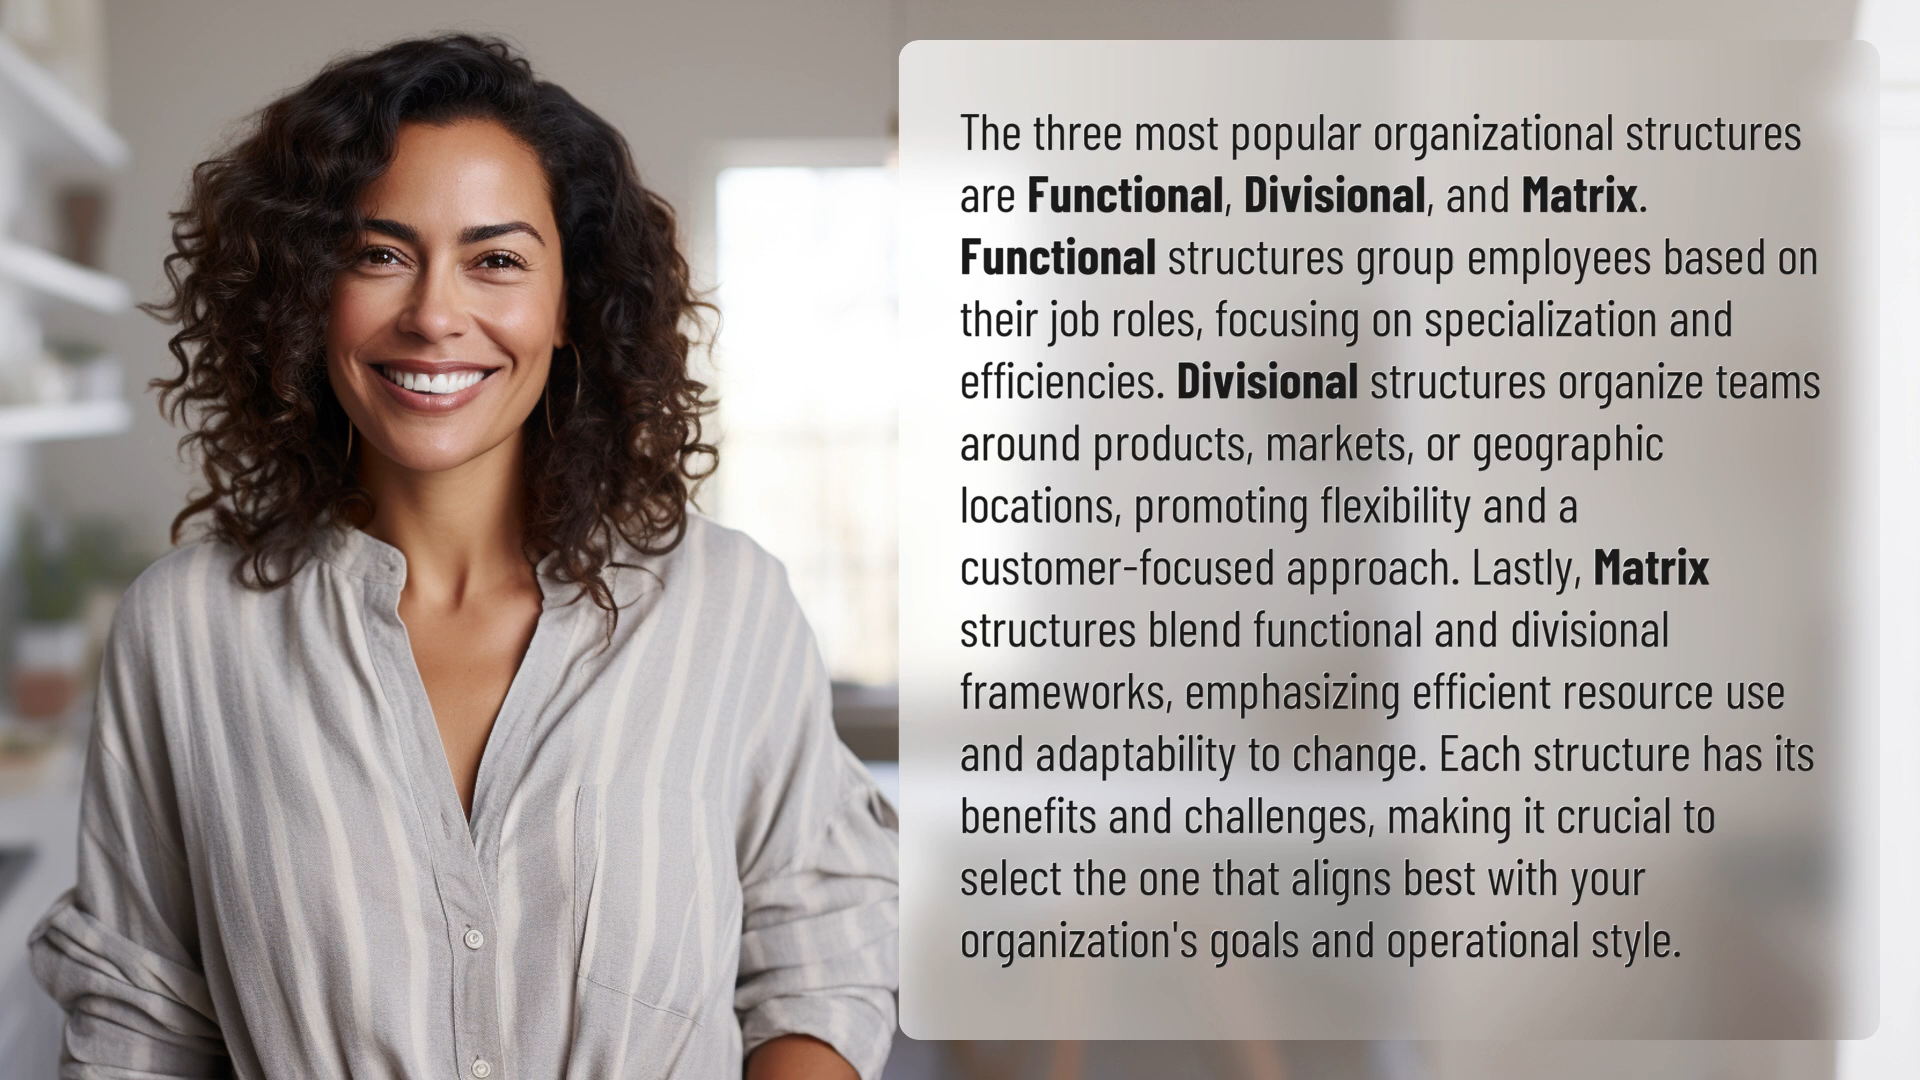 The three most popular organizational structures
are Functional, Divisional, and Matrix.
Functional structures group employees based on
their job roles, focusing on specialization and
efficiencies. Divisional structures organize teams
around products, markets, or geographic
locations, promoting flexibility and a
customer-focused approach. Lastly, Matrix
structures blend functional and divisional
frameworks, emphasizing efficient resource use
and adaptability to change. Each structure has its
benefits and challenges, making it crucial to
select the one that aligns best with your
organization's goals and operational style.